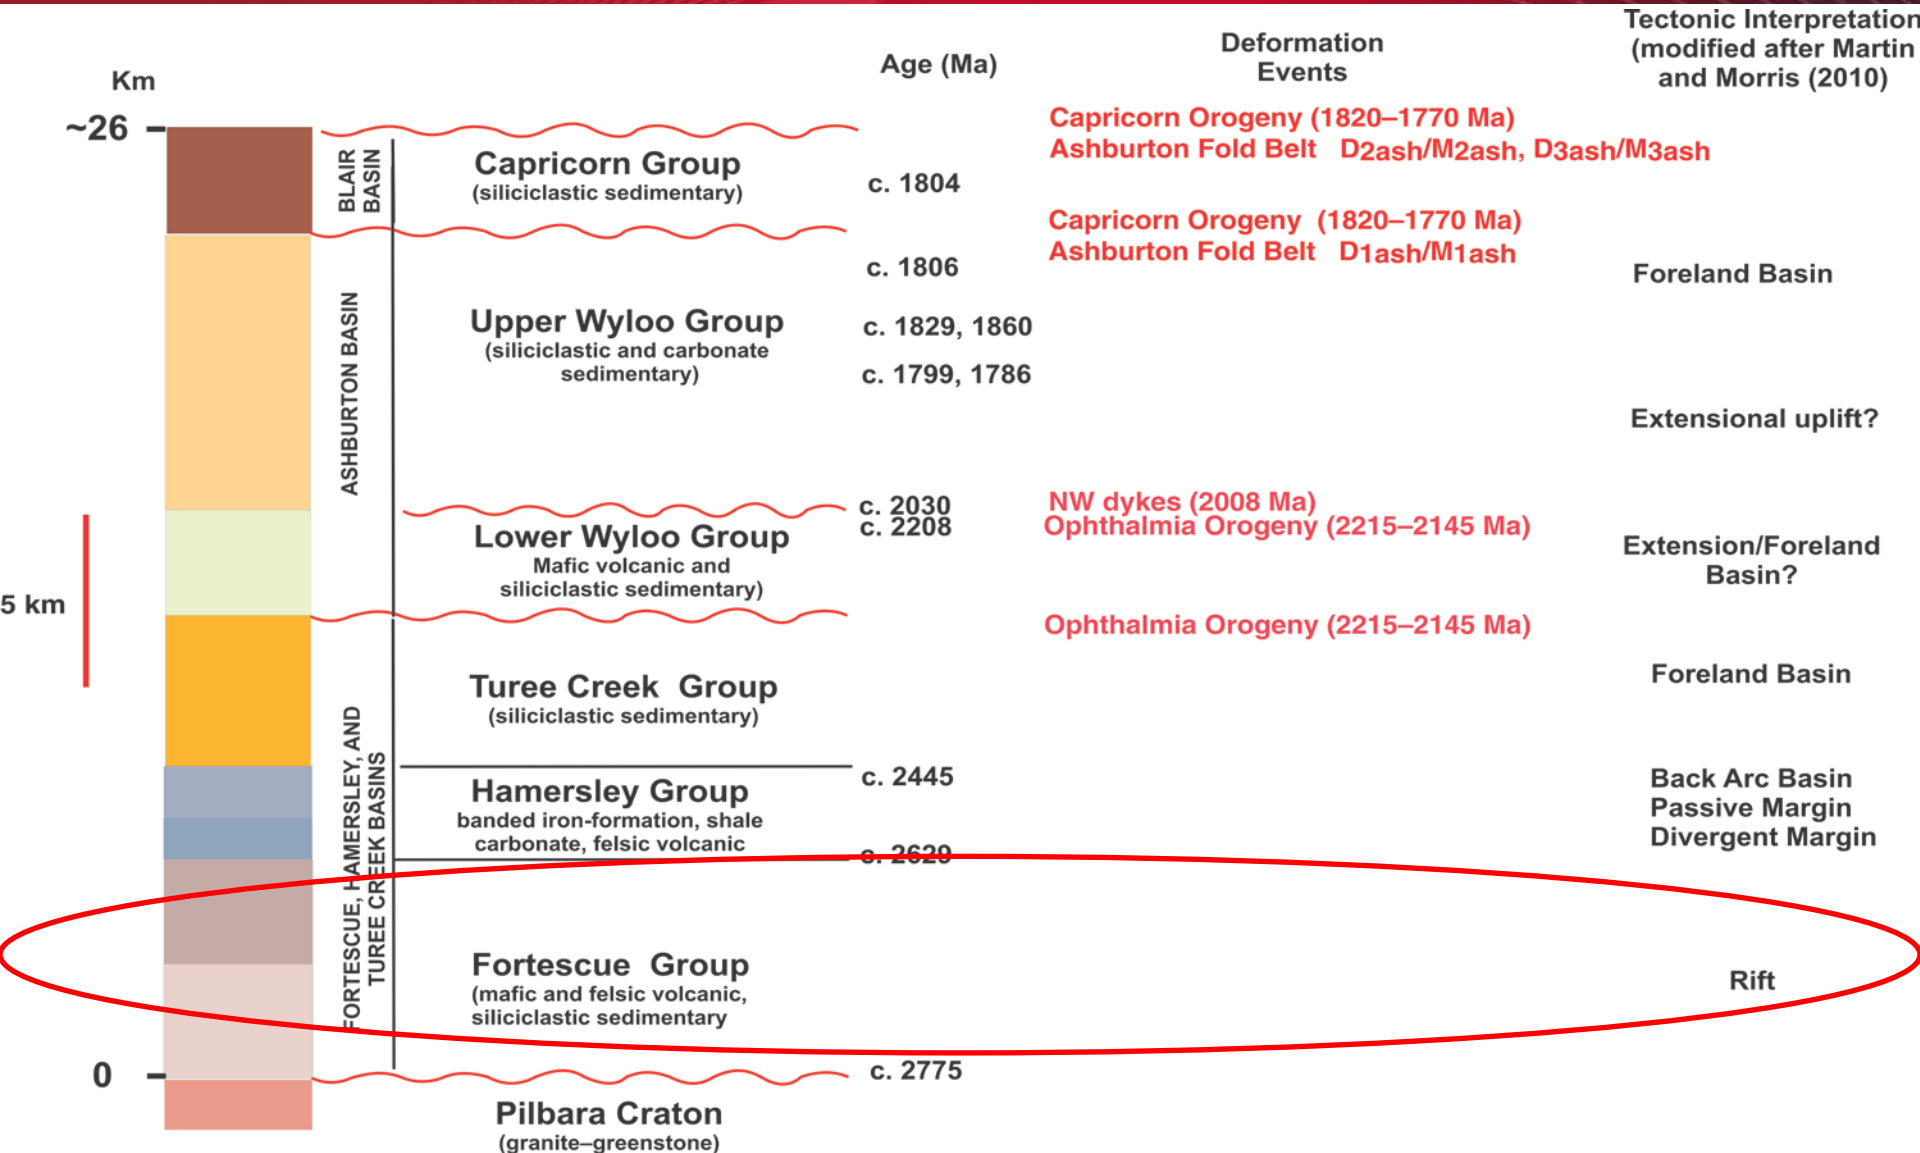 Tectonic Interpretation
(modified after Martin
and Morris (2010)
Deformation
Events
Age (Ma)
Km
~26
Capricorn Orogeny (1820–1770 Ma)
Ashburton Fold Belt D2ash/M2ash, D3ash/M3ash
BLAIR
BASIN
Capricorn Group
(siliciclastic sedimentary)
c. 1804
Capricorn Orogeny (1820–1770 Ma)
Ashburton Fold Belt D1ash/M1ash
c. 1806
Foreland Basin
ASHBURTON BASIN
Upper Wyloo Group
(siliciclastic and carbonate
sedimentary)
c. 1829, 1860
c. 1799, 1786
Extensional uplift?
c. 2030
NW dykes (2008 Ma)
c. 2208
Ophthalmia Orogeny (2215–2145 Ma)
Lower Wyloo Group
Mafic volcanic and
siliciclastic sedimentary)
Extension/Foreland
Basin?
5 km
Ophthalmia Orogeny (2215–2145 Ma)
Foreland Basin
Turee Creek Group
(siliciclastic sedimentary)
FORTESCUE, HAMERSLEY, AND
TUREE CREEK BASINS
c. 2445
Hamersley Group
banded iron-formation, shale
carbonate, felsic volcanic
Back Arc Basin
Passive Margin
Divergent Margin
c. 2629
Fortescue Group
(mafic and felsic volcanic,
siliciclastic sedimentary
Rift
0
c. 2775
Pilbara Craton
(granite–greenstone)